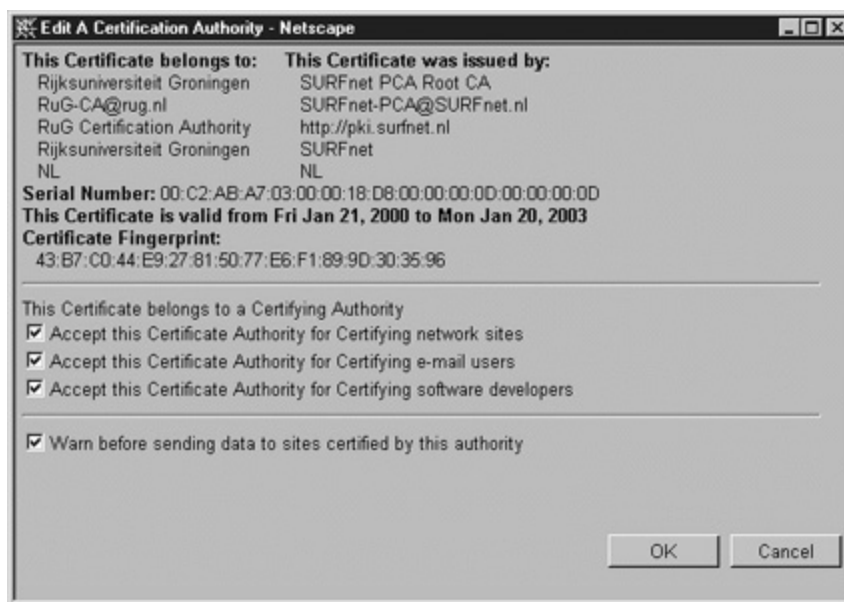 Edit A Certification Authority - Netscape
This Certificate belongs to: This Certificate was issued by:
Rijksuniversiteit Groningen SURFnet PCA Root CA
RuG-CA@rug.nl SURFnet-PCA@SURFnet.nl
RuG Certification Authority http://pki.surfnet.nl
Rijksuniversiteit Groningen SURFnet
NL NL
Serial Number: 00:C2:AB:A7:03:00:00:18:D8:00:00:00:0D:00:00:00:0D
This Certificate is valid from Fri Jan 21, 2000 to Mon Jan 20, 2003
Certificate Fingerprint:
43:B7:C0:44:E9:27:81:50:77:E6:F1:89:9D:30:35:96
This Certificate belongs to a Certifying Authority
Accept this Certificate Authority for Certifying network sites
Accept this Certificate Authority for Certifying e-mail users
Accept this Certificate Authority for Certifying software developers
Warn before sending data to sites certified by this authority
OK Cancel